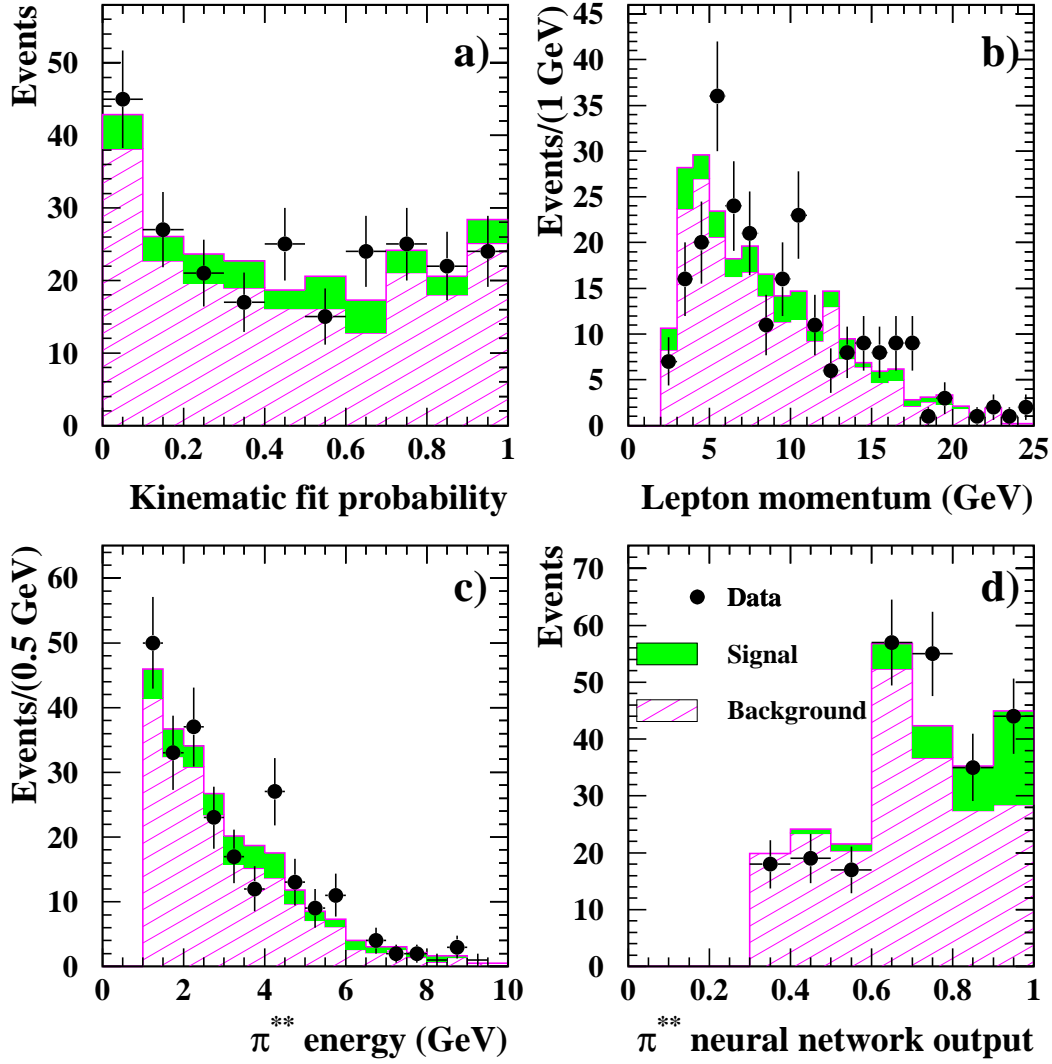 Events
a)
50
40
30
20
10
0
0 0.2 0.4 0.6 0.8 1
Kinematic fit probability
Events/(1 GeV)
b)
45
40
35
30
25
20
15
10
5
0
0 5 10 15 20 25
Lepton momentum (GeV)
Events/(0.5 GeV)
c)
60
50
40
30
20
10
0
0 2 4 6 8 10
π** energy (GeV)
Events
d)
70
60
50
40
30
20
10
0
Data
Signal
Background
0 0.2 0.4 0.6 0.8 1
π** neural network output